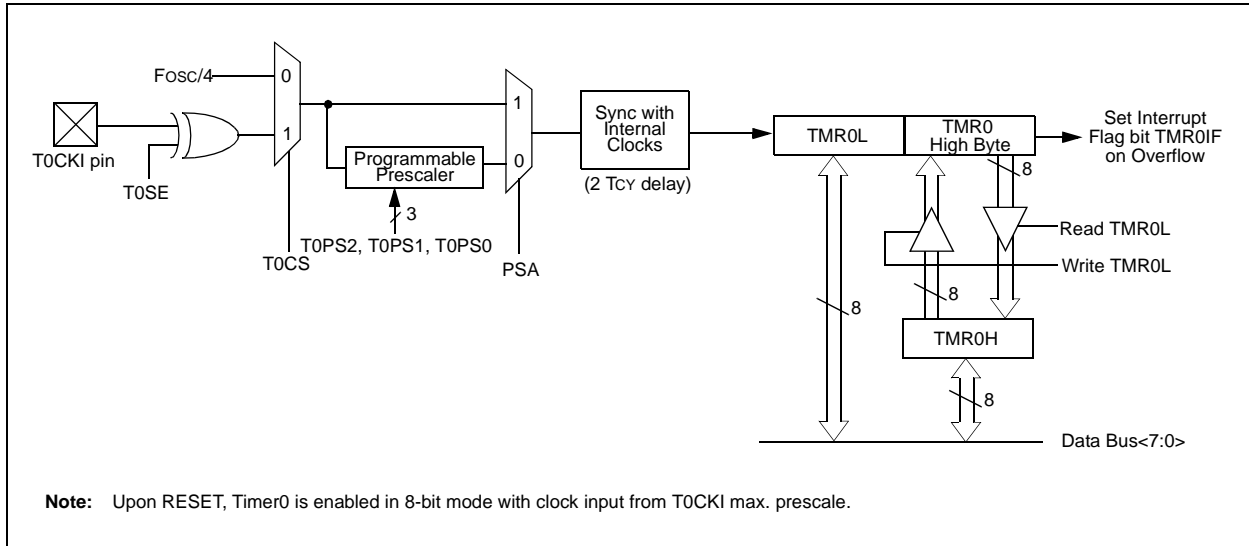 FOSC/4
T0CKI pin
T0SE
0
1
T0CS
Programmable
Prescaler
3
T0PS2, T0PS1, T0PS0
1
0
PSA
Sync with
Internal
Clocks
(2 TCY delay)
TMR0L
TMR0
High Byte
Set Interrupt
Flag bit TMR0IF
on Overflow
8
Read TMR0L
Write TMR0L
8
8
TMR0H
8
Data Bus<7:0>
Note: Upon RESET, Timer0 is enabled in 8-bit mode with clock input from T0CKI max. prescale.